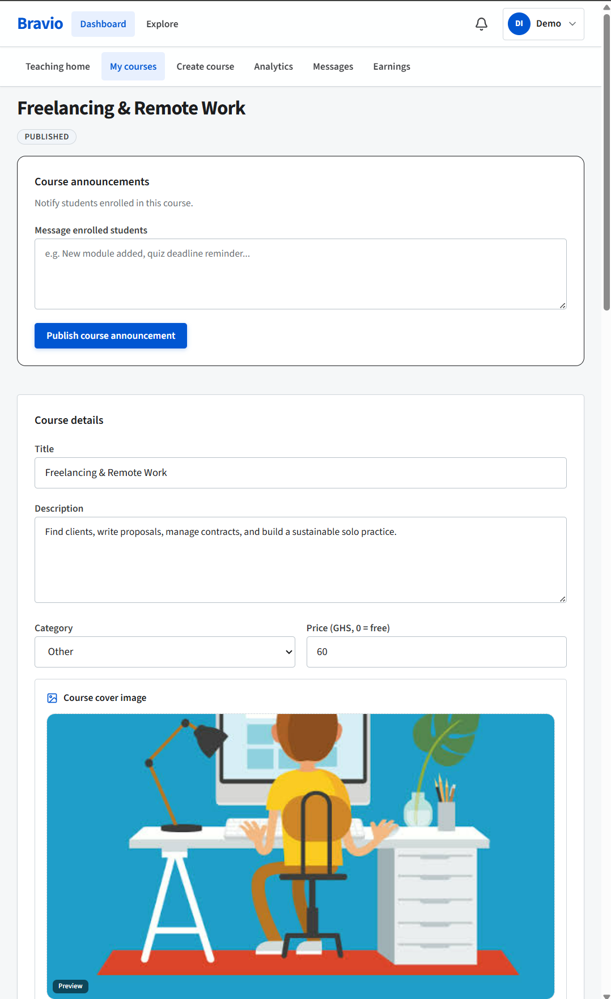 Bravio
Dashboard
Explore
DI
Demo
Teaching home
My courses
Create course
Analytics
Messages
Earnings
Freelancing & Remote Work
PUBLISHED
Course announcements
Notify students enrolled in this course.
Message enrolled students
e.g. New module added, quiz deadline reminder...
Publish course announcement
Course details
Title
Freelancing & Remote Work
Description
Find clients, write proposals, manage contracts, and build a sustainable solo practice.
Category
Price (GHS, 0 = free)
Other
60
Course cover image
Preview